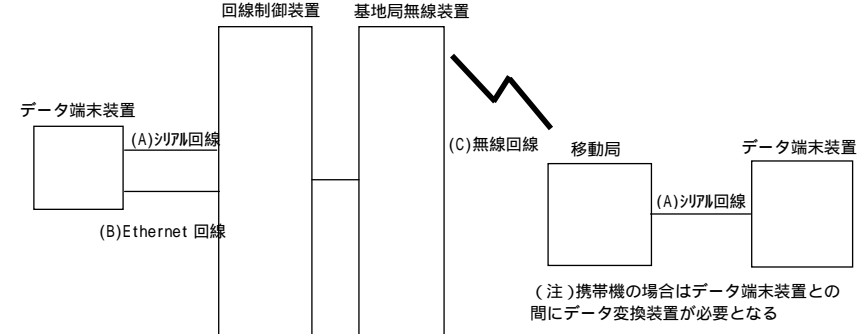 回線制御装置
基地局無線装置
データ端末装置
(A)ｼﾘｱﾙ回線
(B)Ethernet 回線
(C)無線回線
移動局
データ端末装置
(A)ｼﾘｱﾙ回線
(注)携帯機の場合はデータ端末装置との
間にデータ変換装置が必要となる